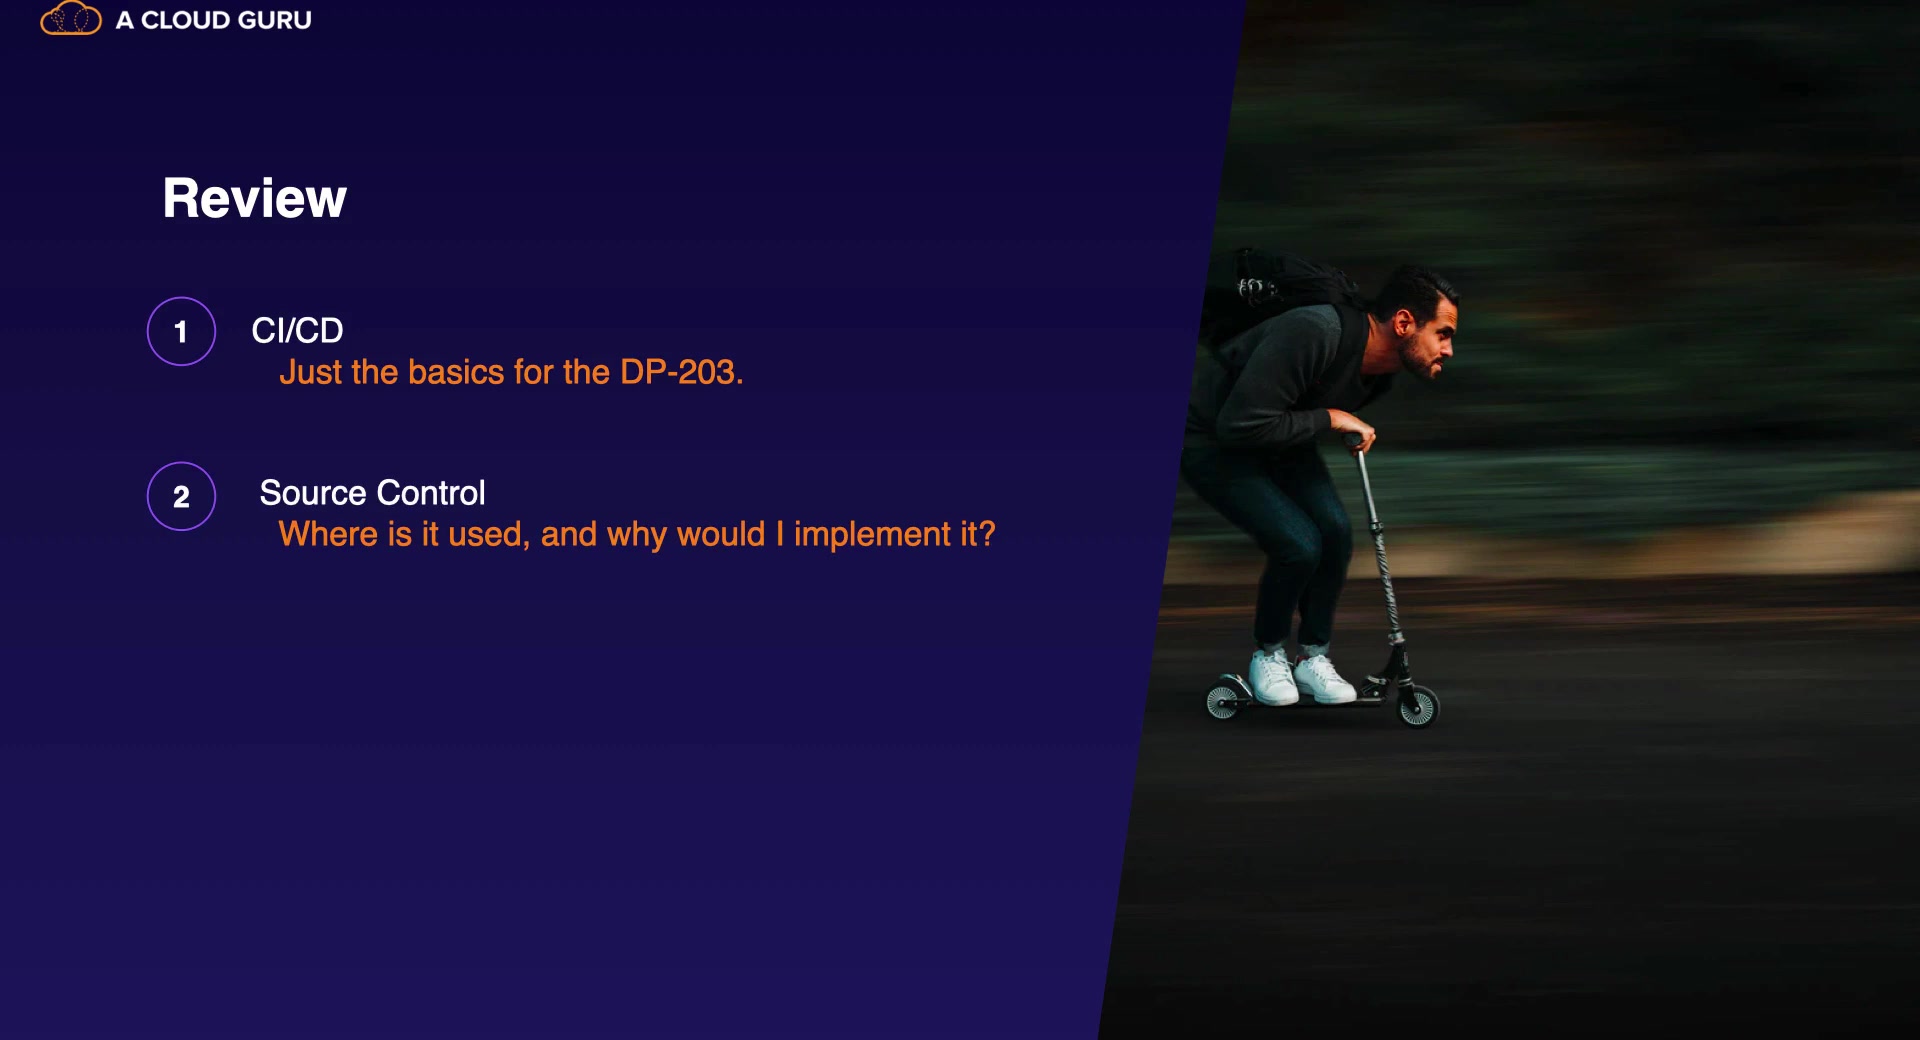 A CLOUD GURU
Review
1
CI/CD
Just the basics for the DP-203.
2
Source Control
Where is it used, and why would I implement it?